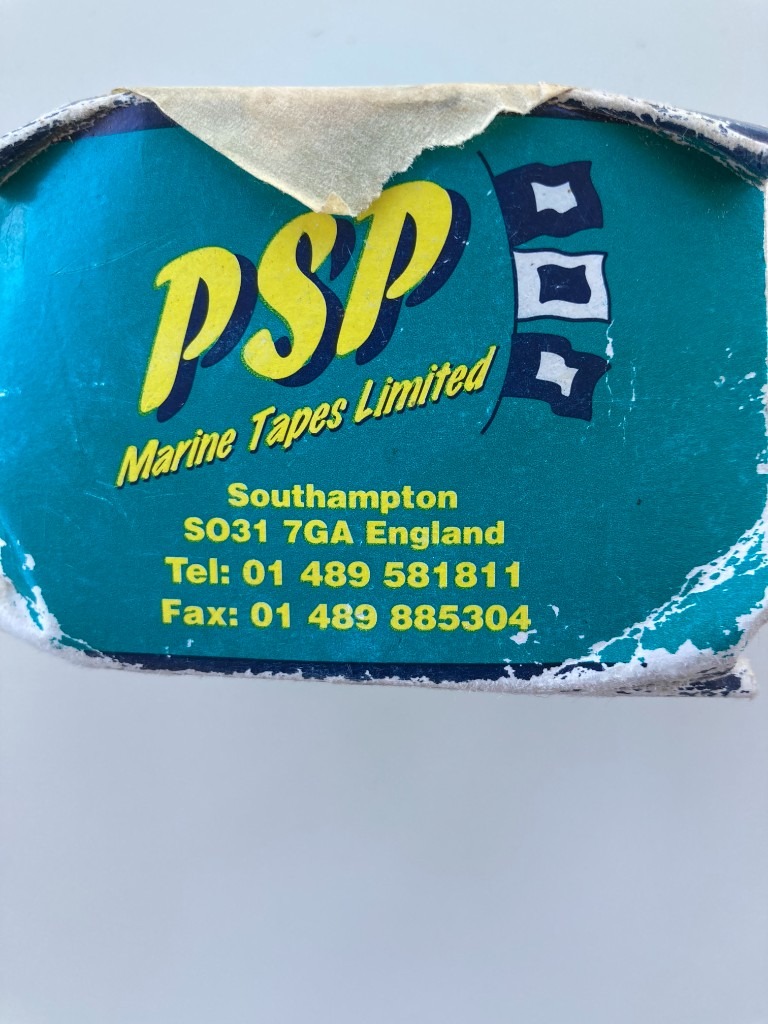 PSP
Marine Tapes Limited
Southampton
SO31 7GA England
Tel: 01 489 581811
Fax: 01 489 885304